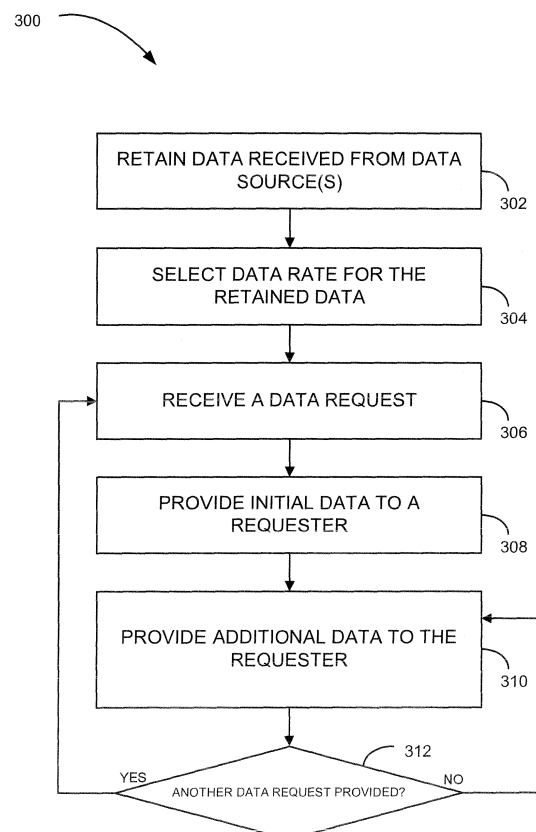 300
RETAIN DATA RECEIVED FROM DATA
SOURCE(S)
302
SELECT DATA RATE FOR THE
RETAINED DATA
304
RECEIVE A DATA REQUEST
306
PROVIDE INITIAL DATA TO A
REQUESTER
308
PROVIDE ADDITIONAL DATA TO THE
REQUESTER
310
312
YES
NO
ANOTHER DATA REQUEST PROVIDED?